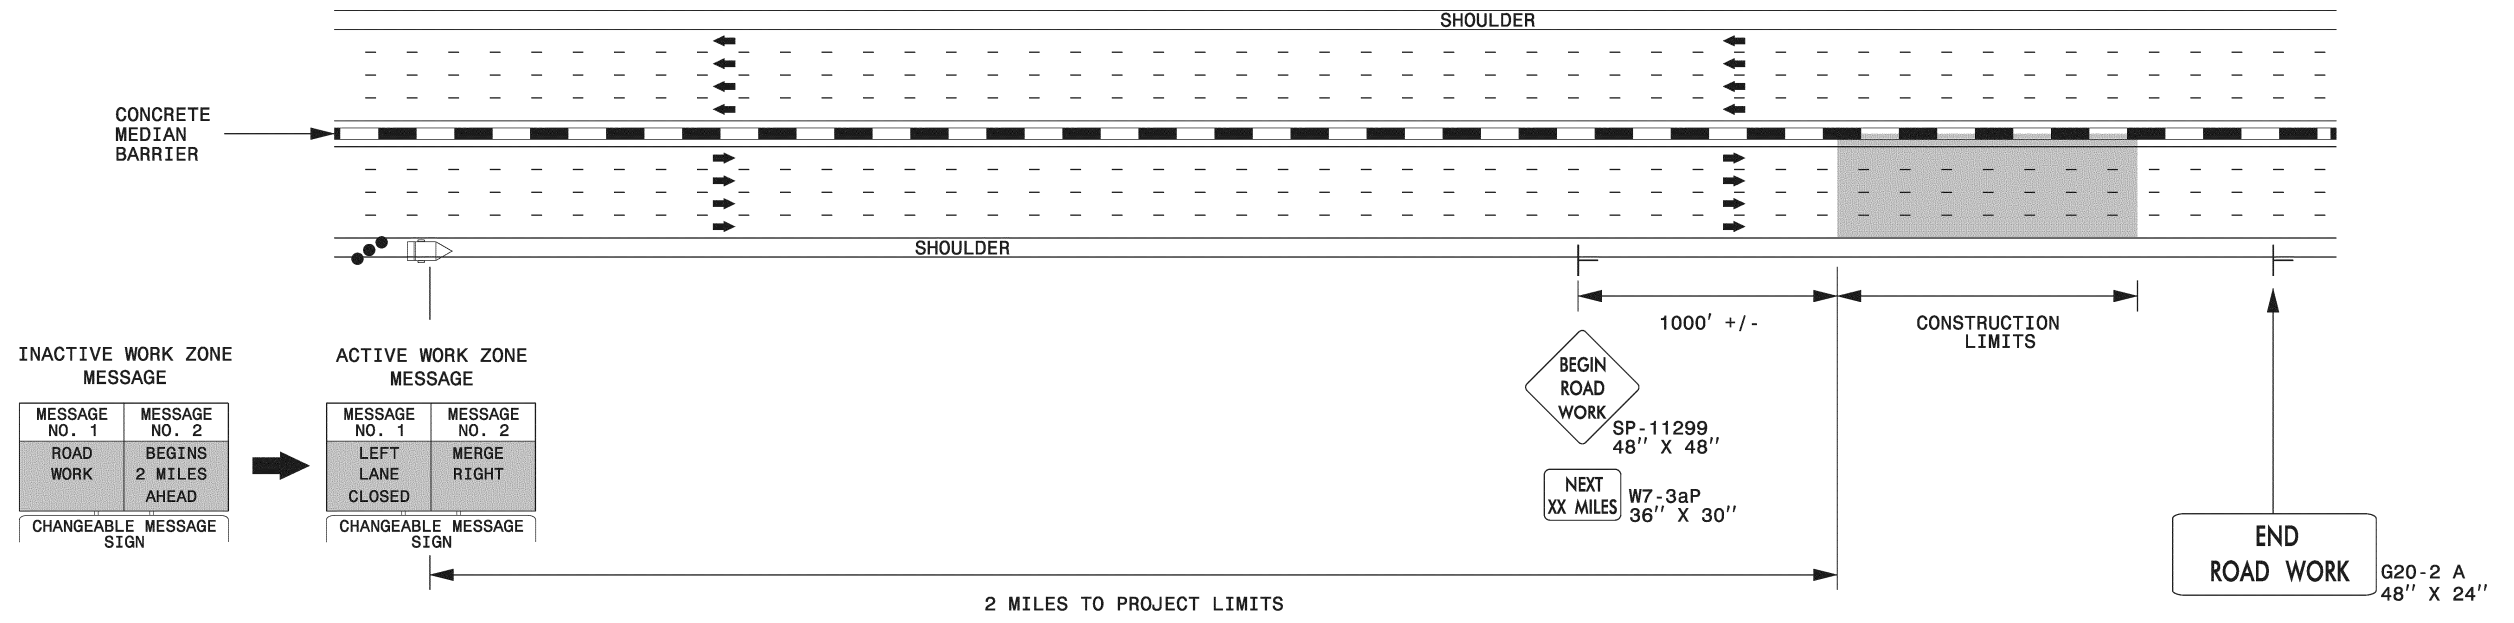 SHOULDER
CONCRETE
MEDIAN
BARRIER
SHOULDER
1000' +/-
CONSTRUCTION
LIMITS
INACTIVE WORK ZONE
MESSAGE
MESSAGE
NO. 1
MESSAGE
NO. 2
ROAD
WORK
BEGINS
2 MILES
AHEAD
CHANGEABLE MESSAGE
SIGN
ACTIVE WORK ZONE
MESSAGE
MESSAGE
NO. 1
MESSAGE
NO. 2
LEFT
LANE
CLOSED
MERGE
RIGHT
CHANGEABLE MESSAGE
SIGN
BEGIN
ROAD
WORK
SP-11299
48" X 48"
NEXT
XX MILES
W7-3aP
36" X 30"
END
ROAD WORK
G20-2 A
48" X 24"
2 MILES TO PROJECT LIMITS